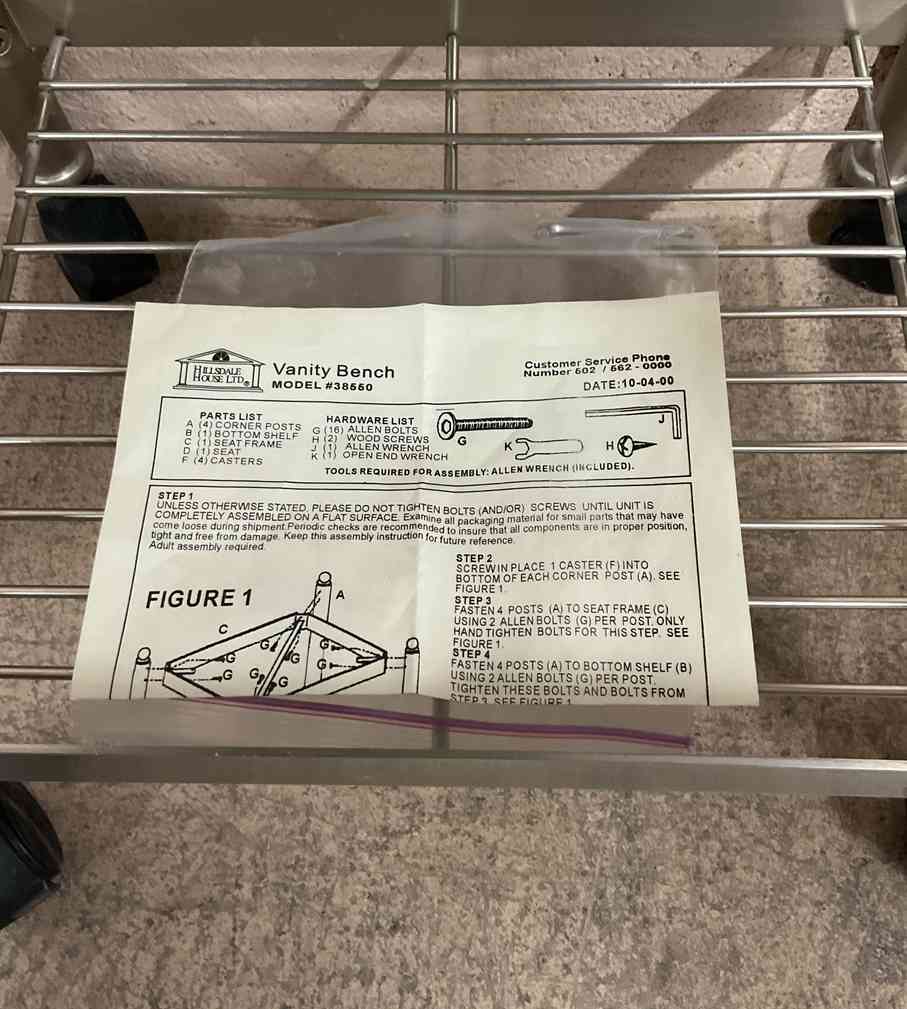 HILLSDALE
HOUSE LTD.®
Vanity Bench
MODEL #38550
Customer Service Phone
Number 502 / 562 - 0000
DATE:10-04-00
PARTS LIST
A (4) CORNER POSTS
B (1) BOTTOM SHELF
C (1) SEAT FRAME
D (1) SEAT
F (4) CASTERS
HARDWARE LIST
G (16) ALLEN BOLTS
H (2) WOOD SCREWS
J (1) ALLEN WRENCH
K (1) OPEN END WRENCH
G
K
H
J
TOOLS REQUIRED FOR ASSEMBLY: ALLEN WRENCH (INCLUDED).
STEP 1
UNLESS OTHERWISE STATED, PLEASE DO NOT TIGHTEN BOLTS (AND/OR) SCREWS UNTIL UNIT IS
COMPLETELY ASSEMBLED ON A FLAT SURFACE. Examine all packaging material for small parts that may have
come loose during shipment.Periodic checks are recommended to insure that all components are in proper position,
tight and free from damage. Keep this assembly instruction for future reference.
Adult assembly required.
FIGURE 1
A
C
G
G
G
G
G
G
G
G
STEP 2
SCREW IN PLACE 1 CASTER (F) INTO
BOTTOM OF EACH CORNER POST (A). SEE
FIGURE 1.
STEP 3
FASTEN 4 POSTS (A) TO SEAT FRAME (C)
USING 2 ALLEN BOLTS (G) PER POST. ONLY
HAND TIGHTEN BOLTS FOR THIS STEP. SEE
FIGURE 1.
STEP 4
FASTEN 4 POSTS (A) TO BOTTOM SHELF (B)
USING 2 ALLEN BOLTS (G) PER POST.
TIGHTEN THESE BOLTS AND BOLTS FROM
STEP 3. SEE FIGURE 1